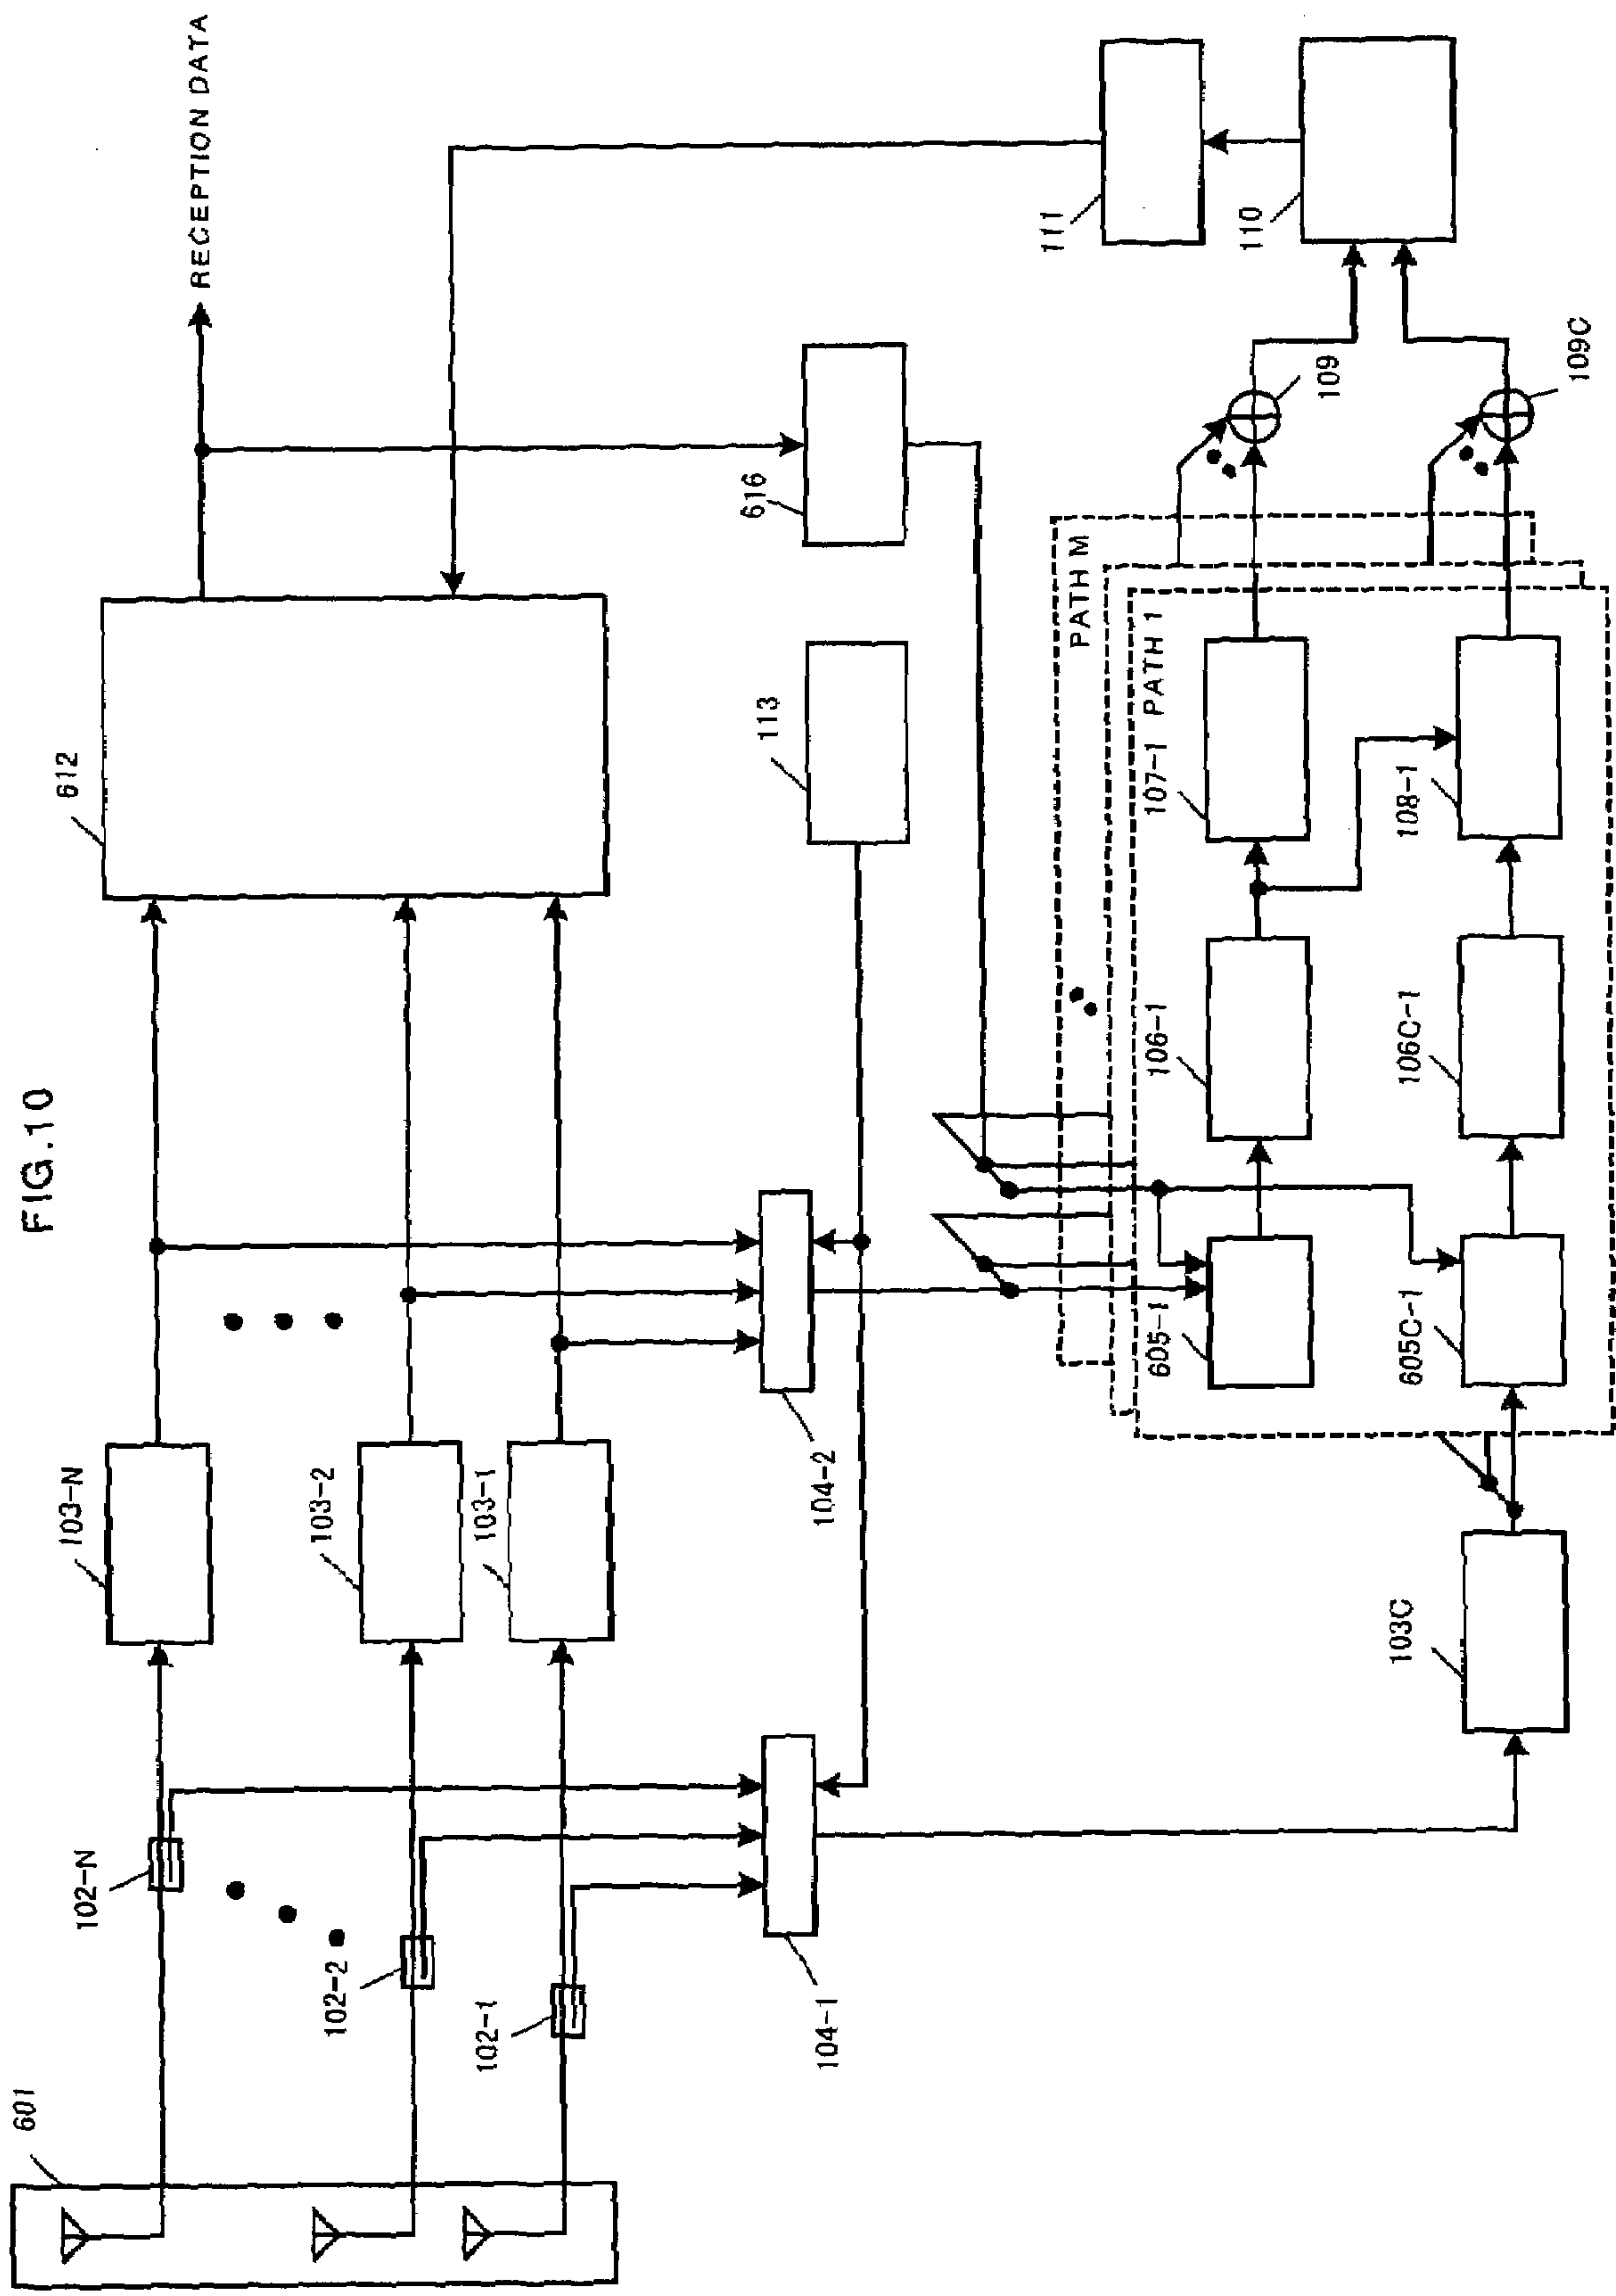 FIG.10
601
102-N
102-2
102-1
103-N
103-2
103-1
104-1
104-2
612
RECEPTION DATA
113
616
111
110
103C
605-1
605C-1
106-1
106C-1
107-1
PATH 1
108-1
PATH M
109
109C